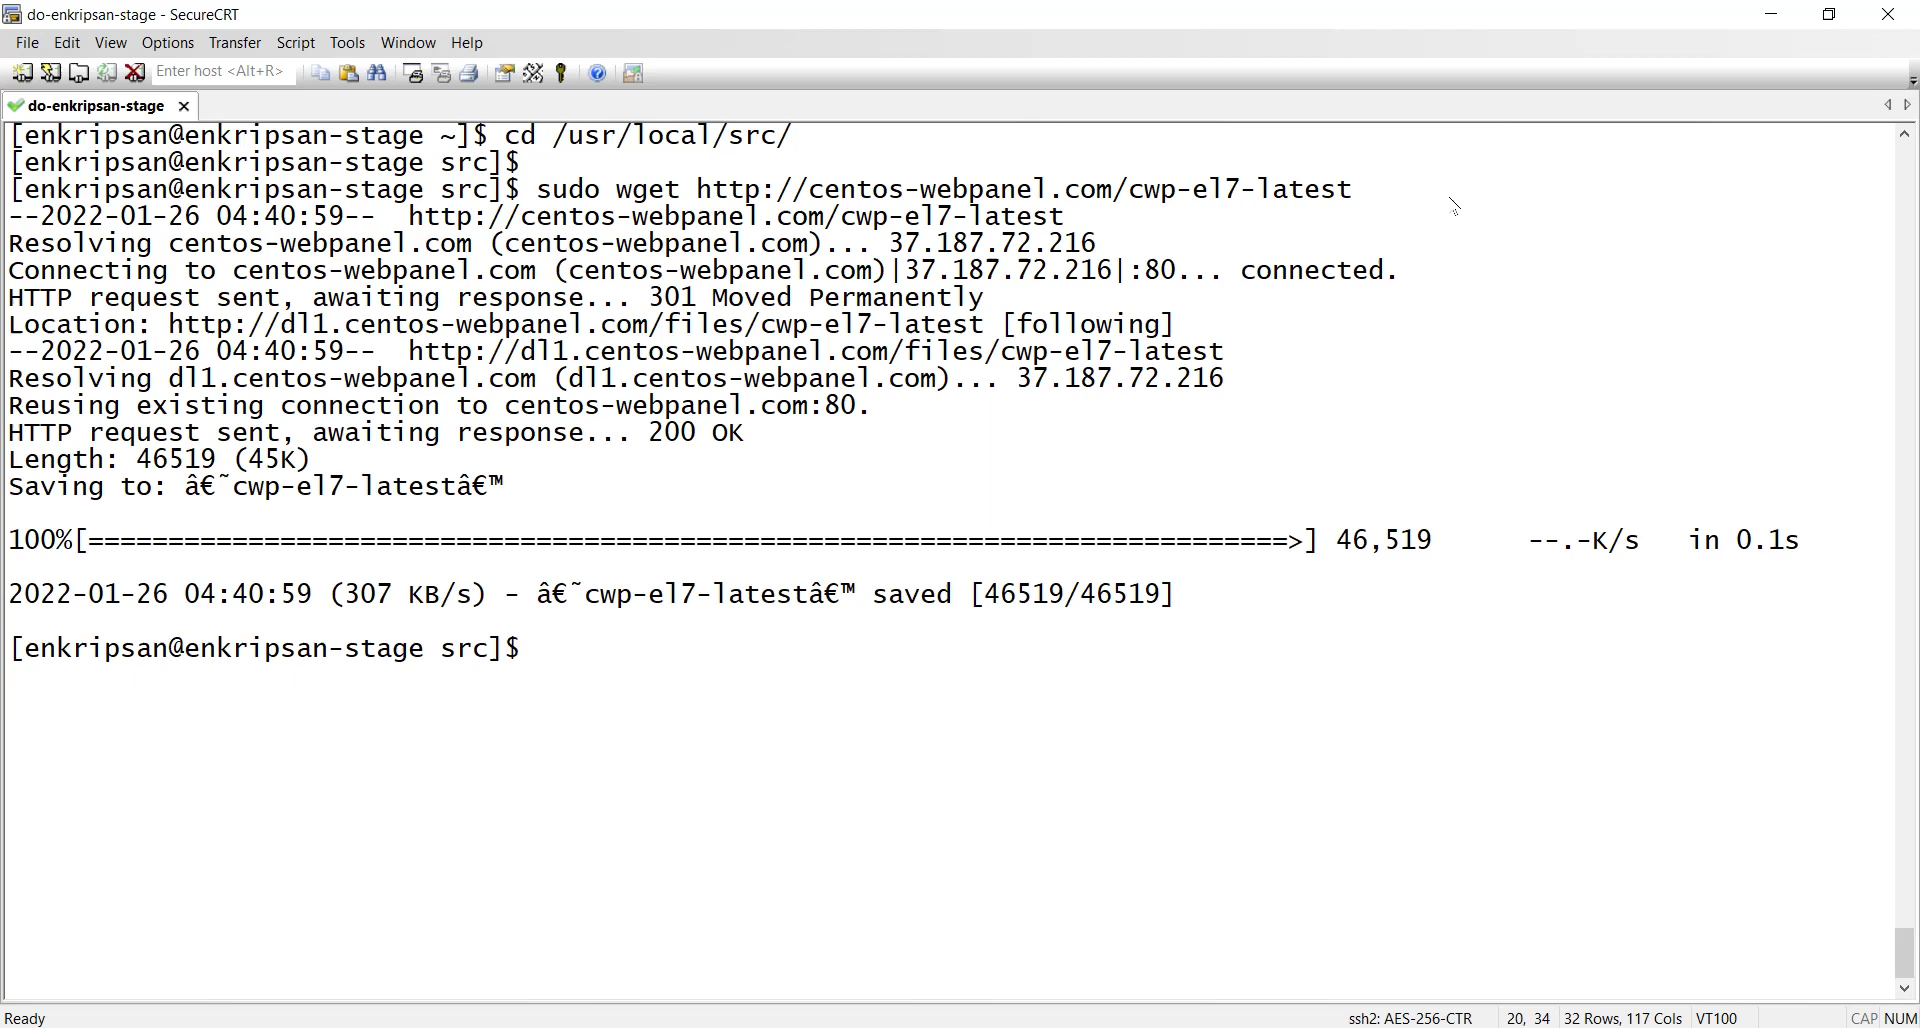 do-enkripsan-stage - SecureCRT
File Edit View Options Transfer Script Tools Window Help
Enter host <Alt+R>
do-enkripsan-stage
[enkripsan@enkripsan-stage ~]$ cd /usr/local/src/
[enkripsan@enkripsan-stage src]$
[enkripsan@enkripsan-stage src]$ sudo wget http://centos-webpanel.com/cwp-el7-latest
--2022-01-26 04:40:59--  http://centos-webpanel.com/cwp-el7-latest
Resolving centos-webpanel.com (centos-webpanel.com)... 37.187.72.216
Connecting to centos-webpanel.com (centos-webpanel.com)|37.187.72.216|:80... connected.
HTTP request sent, awaiting response... 301 Moved Permanently
Location: http://dl1.centos-webpanel.com/files/cwp-el7-latest [following]
--2022-01-26 04:40:59--  http://dl1.centos-webpanel.com/files/cwp-el7-latest
Resolving dl1.centos-webpanel.com (dl1.centos-webpanel.com)... 37.187.72.216
Reusing existing connection to centos-webpanel.com:80.
HTTP request sent, awaiting response... 200 OK
Length: 46519 (45K)
Saving to: â€˜cwp-el7-latestâ€™
100%[===========================================================================>] 46,519      --.-K/s   in 0.1s
2022-01-26 04:40:59 (307 KB/s) - â€˜cwp-el7-latestâ€™ saved [46519/46519]
[enkripsan@enkripsan-stage src]$
Ready ssh2: AES-256-CTR 20, 34 32 Rows, 117 Cols VT100 CAP NUM